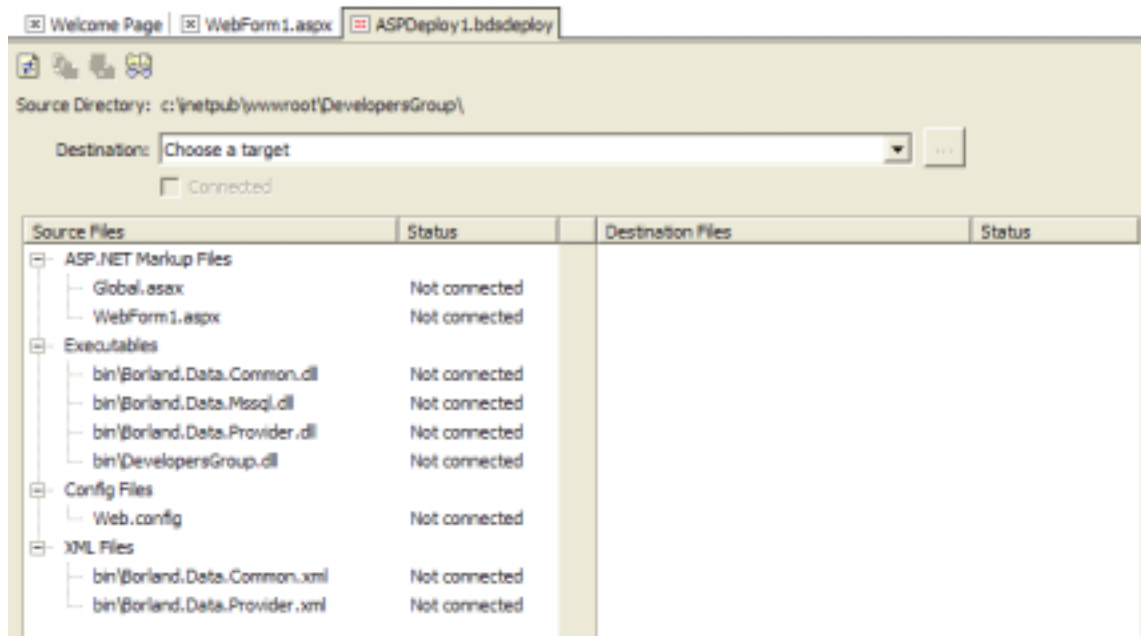 Welcome Page WebForm1.aspx ASPDeploy1.bdsdeploy
Source Directory: c:\inetpub\wwwroot\DevelopersGroup\
Destination: Choose a target ...
Connected
Source Files Status Destination Files Status
ASP.NET Markup Files
Global.asax Not connected
WebForm1.aspx Not connected
Executables
bin\Borland.Data.Common.dll Not connected
bin\Borland.Data.Mssql.dll Not connected
bin\Borland.Data.Provider.dll Not connected
bin\DevelopersGroup.dll Not connected
Config Files
Web.config Not connected
XML Files
bin\Borland.Data.Common.xml Not connected
bin\Borland.Data.Provider.xml Not connected